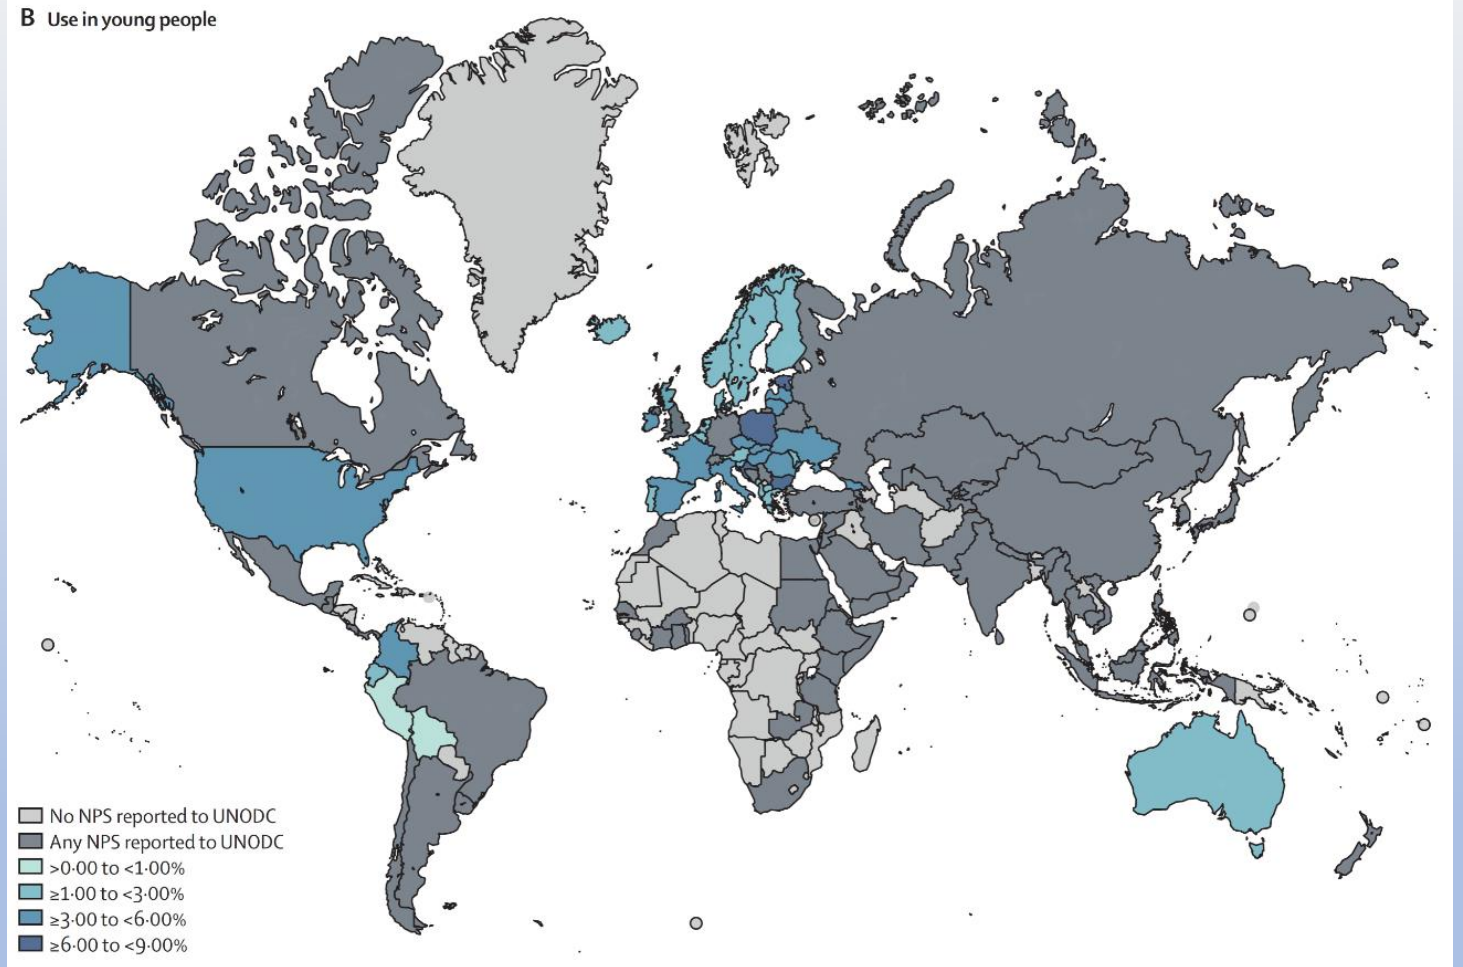 B Use in young people
No NPS reported to UNODC
Any NPS reported to UNODC
>0·00 to <1·00%
≥1·00 to <3·00%
≥3·00 to <6·00%
≥6·00 to <9·00%